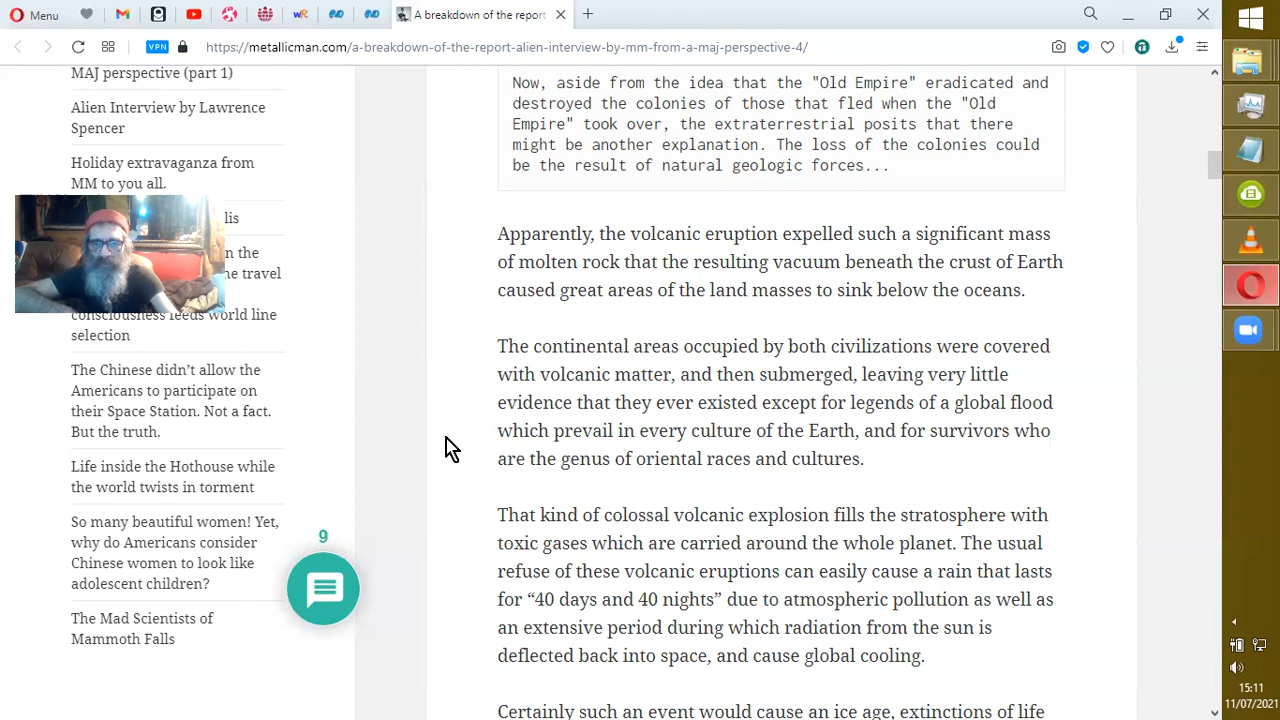 Menu
A breakdown of the report
VPN
https://metallicman.com/a-breakdown-of-the-report-alien-interview-by-mm-from-a-maj-perspective-4/
MAJ perspective (part 1)
Alien Interview by Lawrence
Spencer
Holiday extravaganza from
MM to you all.
lis
n the
he travel
consciousness feeds world line
selection
The Chinese didn’t allow the
Americans to participate on
their Space Station. Not a fact.
But the truth.
Life inside the Hothouse while
the world twists in torment
So many beautiful women! Yet,
why do Americans consider
Chinese women to look like
adolescent children?
The Mad Scientists of
Mammoth Falls
9
Now, aside from the idea that the "Old Empire" eradicated and
destroyed the colonies of those that fled when the "Old
Empire" took over, the extraterrestrial posits that there
might be another explanation. The loss of the colonies could
be the result of natural geologic forces...
Apparently, the volcanic eruption expelled such a significant mass
of molten rock that the resulting vacuum beneath the crust of Earth
caused great areas of the land masses to sink below the oceans.
The continental areas occupied by both civilizations were covered
with volcanic matter, and then submerged, leaving very little
evidence that they ever existed except for legends of a global flood
which prevail in every culture of the Earth, and for survivors who
are the genus of oriental races and cultures.
That kind of colossal volcanic explosion fills the stratosphere with
toxic gases which are carried around the whole planet. The usual
refuse of these volcanic eruptions can easily cause a rain that lasts
for “40 days and 40 nights” due to atmospheric pollution as well as
an extensive period during which radiation from the sun is
deflected back into space, and cause global cooling.
Certainly such an event would cause an ice age, extinctions of life
15:11
11/07/2021